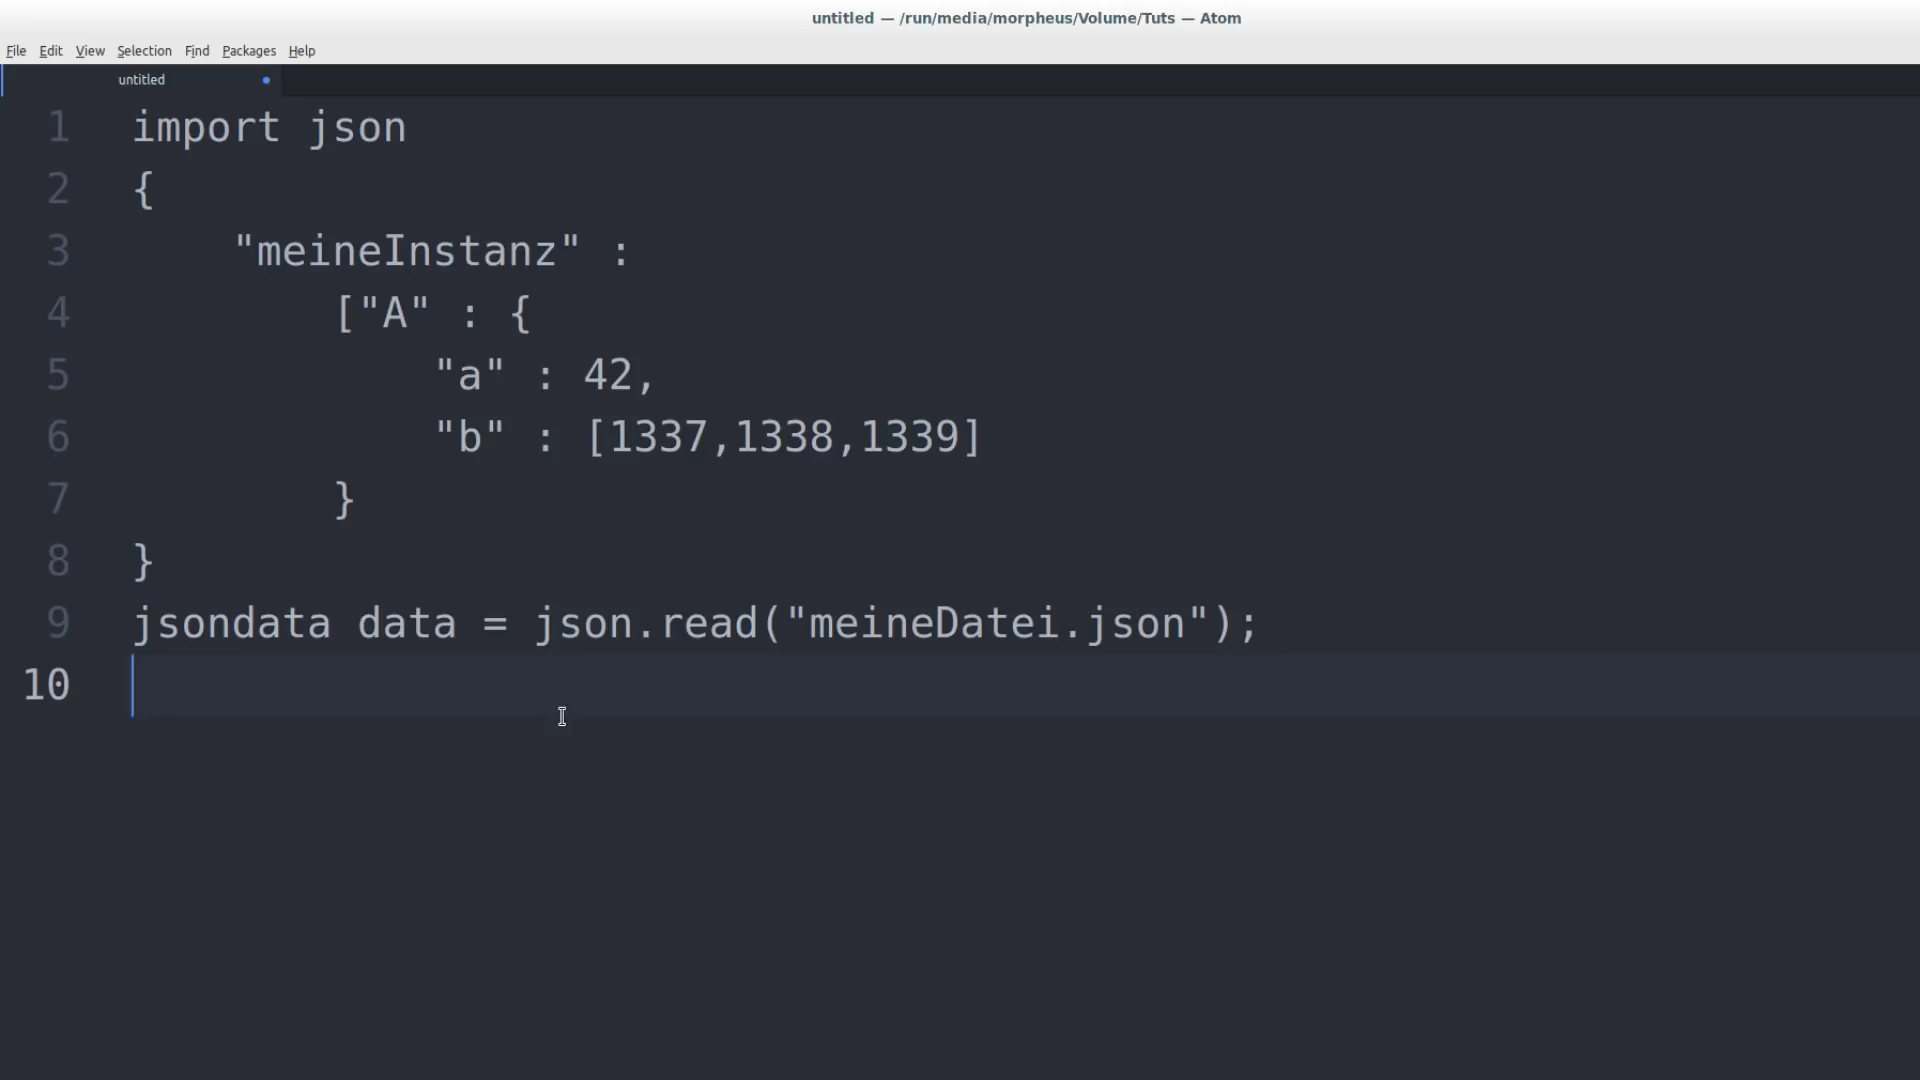 untitled — /run/media/morpheus/Volume/Tuts — Atom
File Edit View Selection Find Packages Help
untitled
1 import json
2 {
3     "meineInstanz" :
4         ["A" : {
5             "a" : 42,
6             "b" : [1337,1338,1339]
7         }
8 }
9 jsondata data = json.read("meineDatei.json");
10